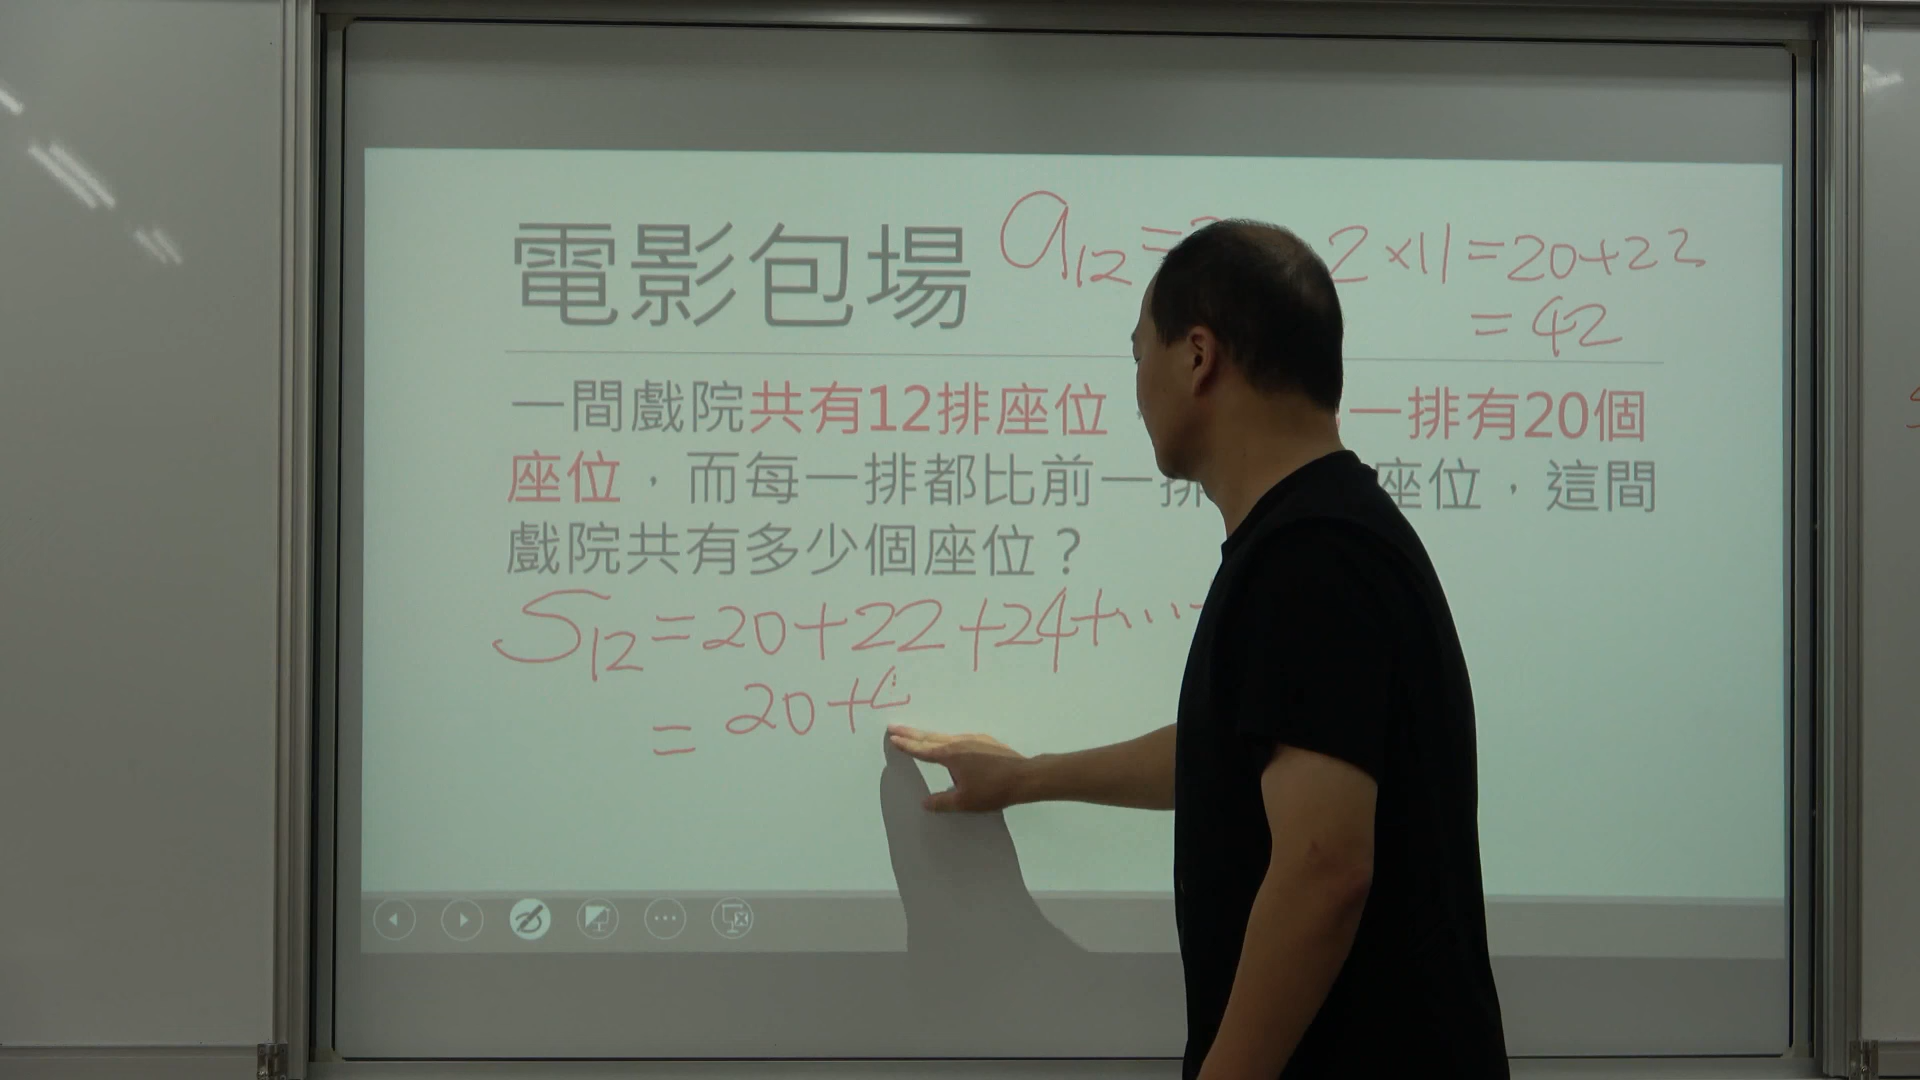 電影包場
a12 = 2 ×11 = 20+22
= 42
一間戲院共有12排座位 一排有20個
座位，而每一排都比前一排 座位，這間
戲院共有多少個座位？
S12 = 20+22+24+.....
= 20+